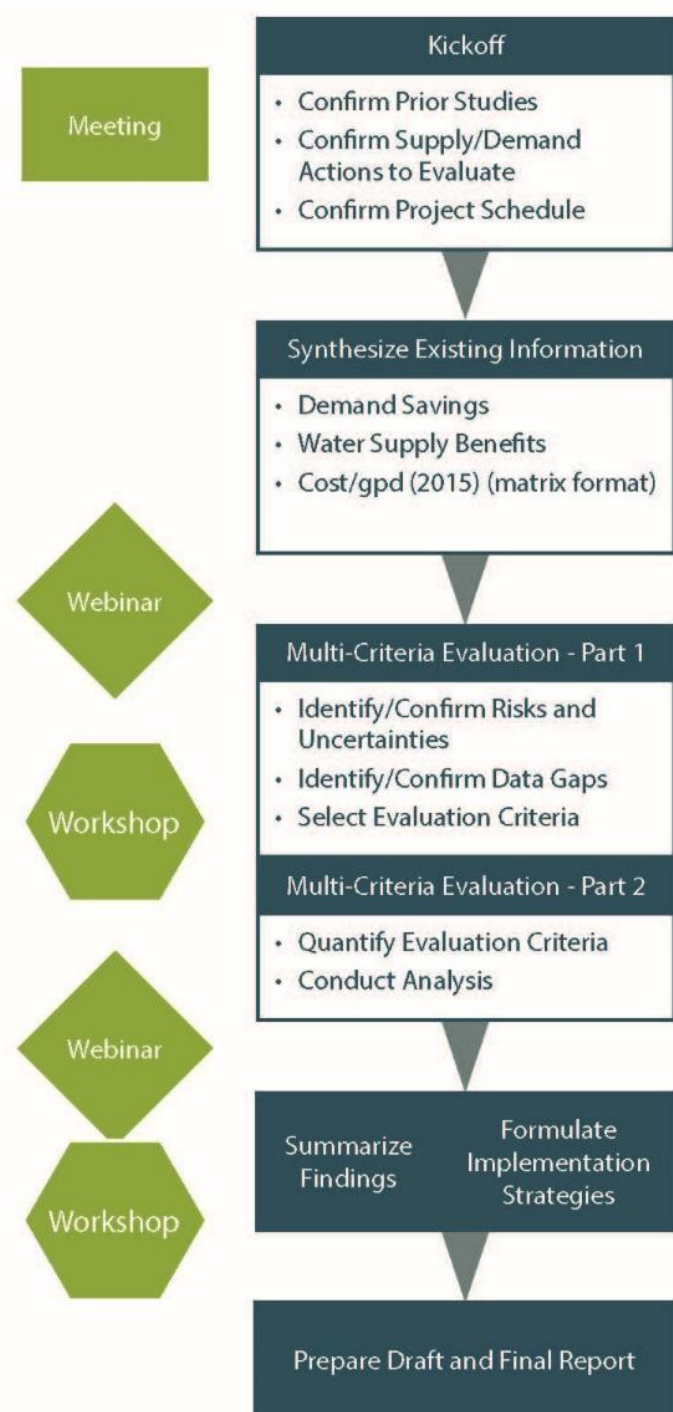 Meeting
Kickoff
• Confirm Prior Studies
• Confirm Supply/Demand
Actions to Evaluate
• Confirm Project Schedule
Synthesize Existing Information
• Demand Savings
• Water Supply Benefits
• Cost/gpd (2015) (matrix format)
Webinar
Multi-Criteria Evaluation - Part 1
• Identify/Confirm Risks and
Uncertainties
• Identify/Confirm Data Gaps
• Select Evaluation Criteria
Workshop
Multi-Criteria Evaluation - Part 2
• Quantify Evaluation Criteria
• Conduct Analysis
Webinar
Summarize
Findings
Formulate
Implementation
Strategies
Workshop
Prepare Draft and Final Report